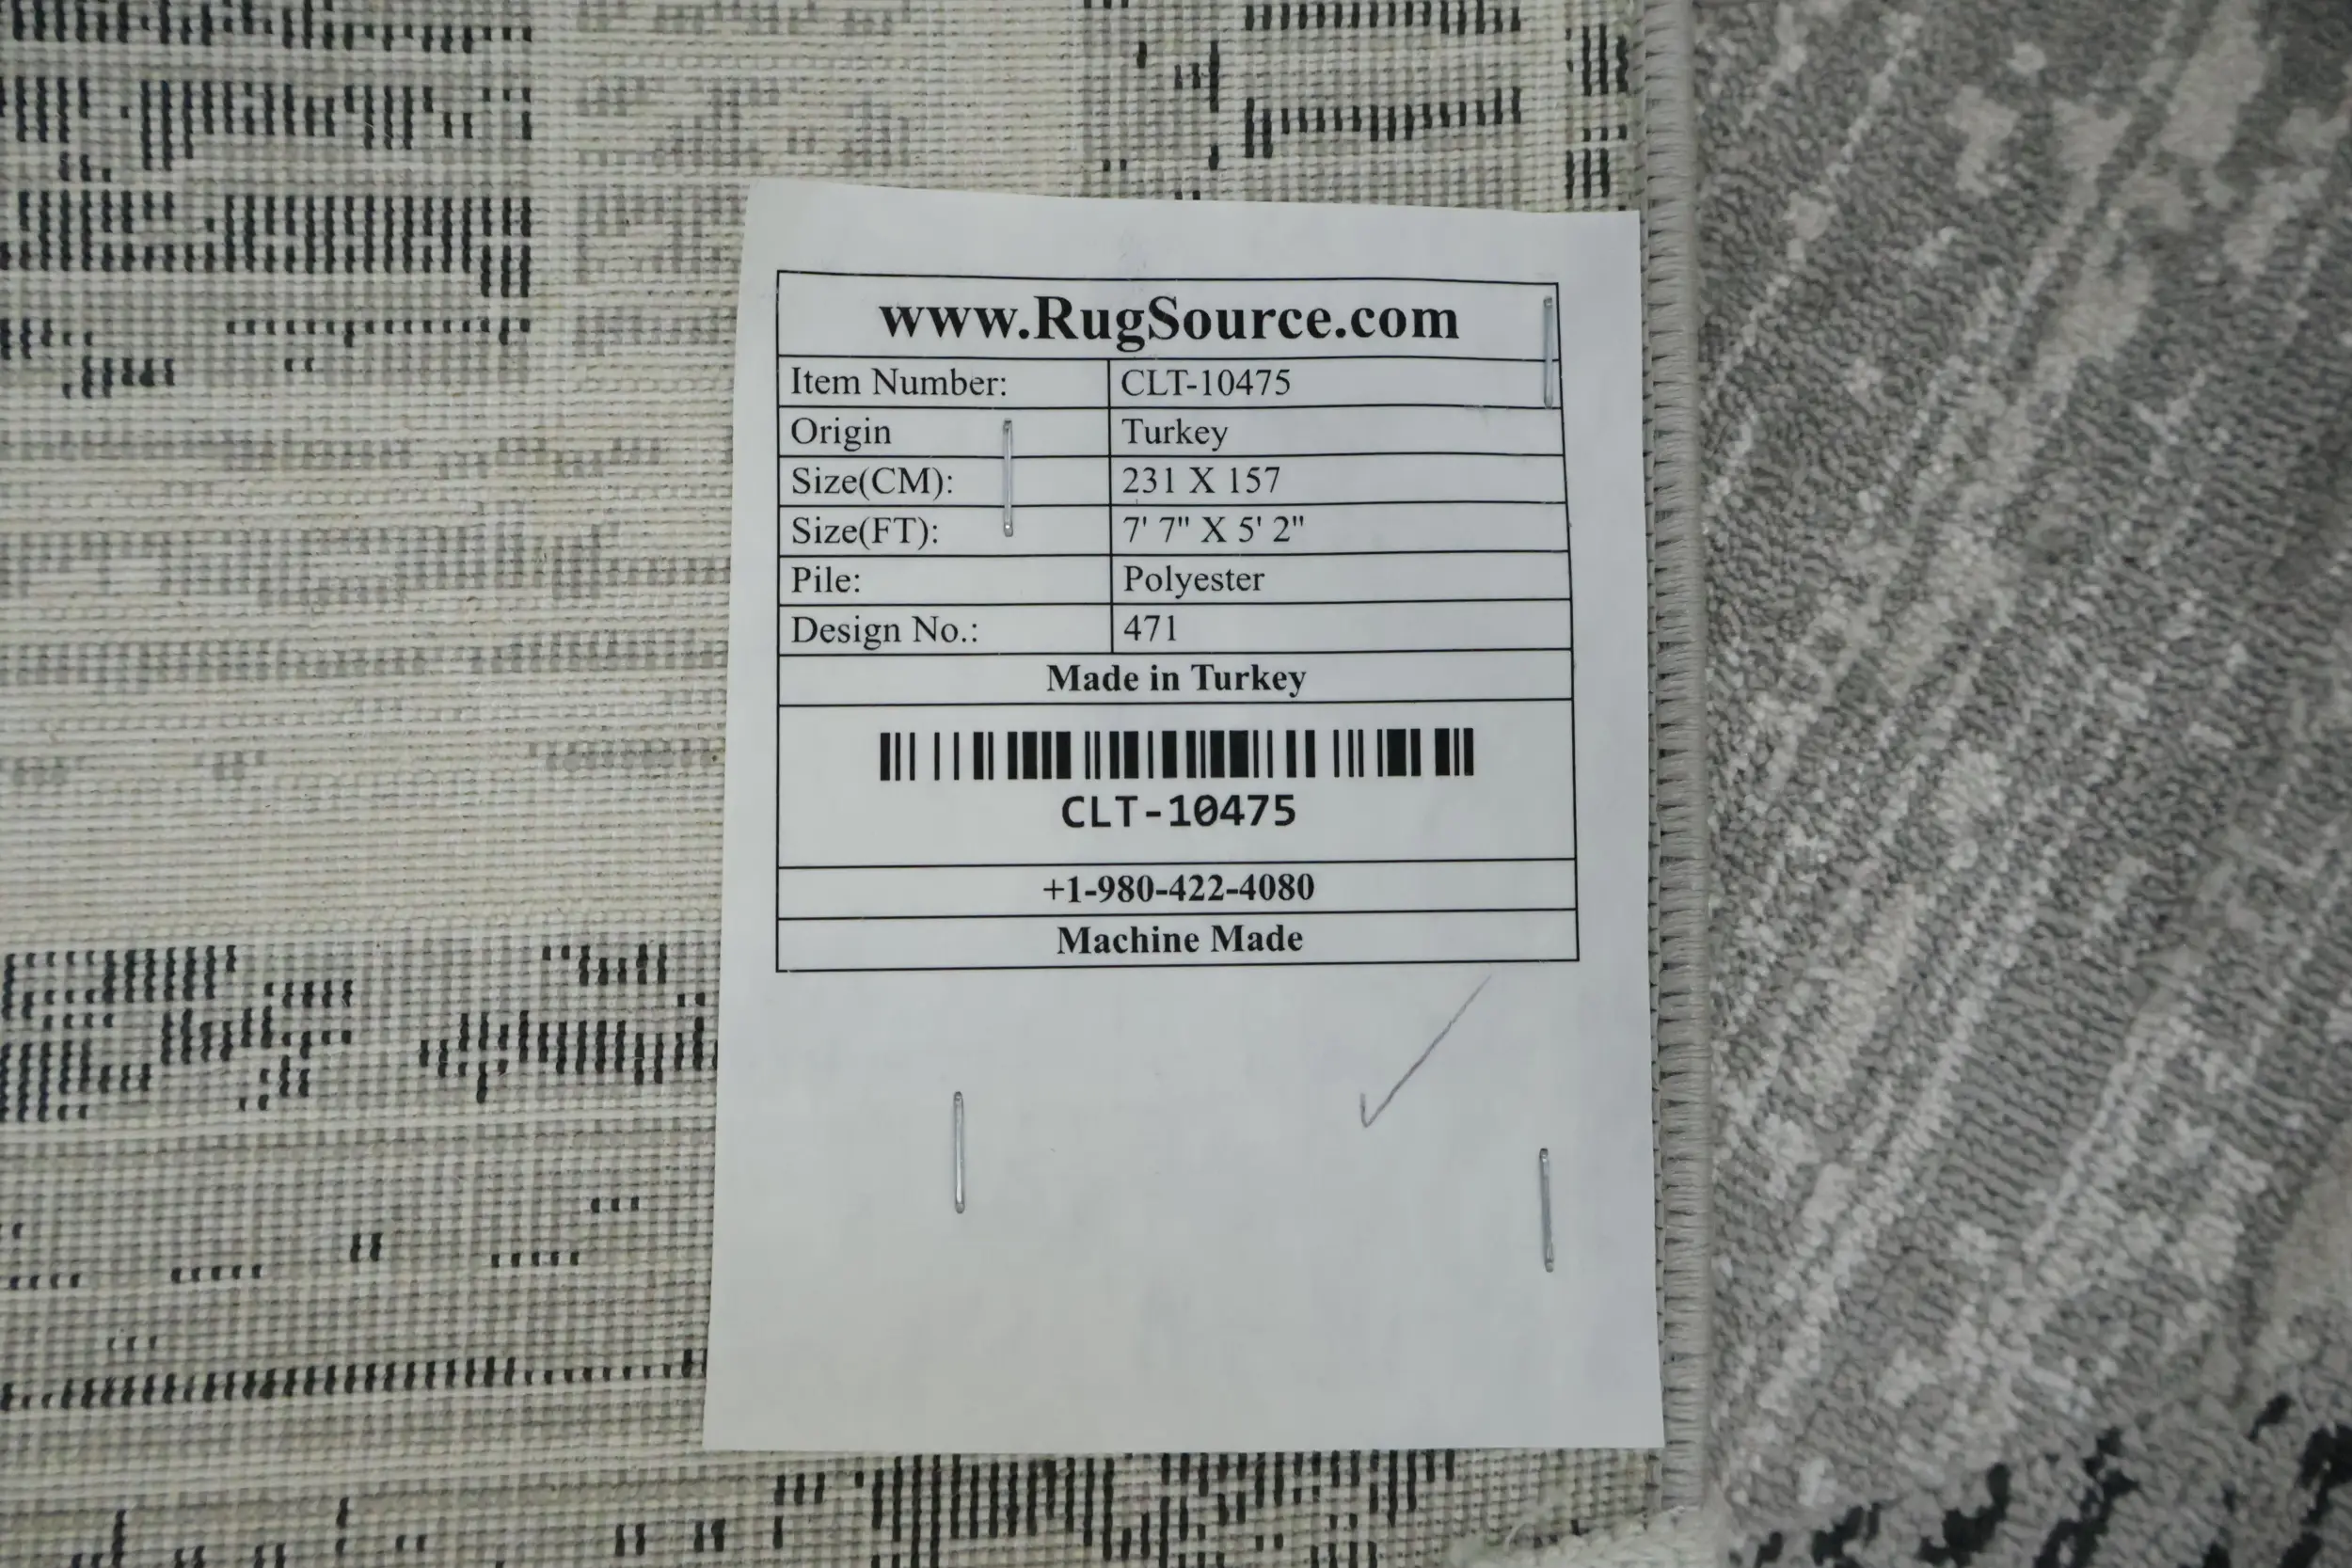 www.RugSource.com
Item Number: CLT-10475
Origin Turkey
Size(CM): 231 X 157
Size(FT): 7' 7" X 5' 2"
Pile: Polyester
Design No.: 471
Made in Turkey
CLT-10475
+1-980-422-4080
Machine Made